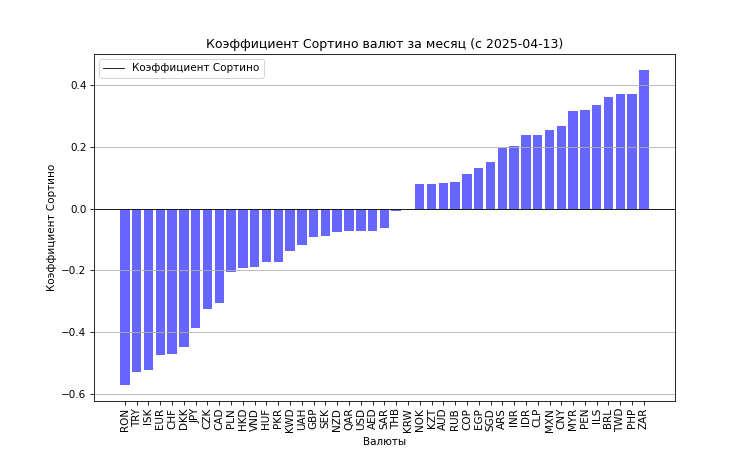 Коэффициент Сортино валют за месяц (с 2025-04-13)
Коэффициент Сортино
Коэффициент Сортино
0.4
0.2
0.0
−0.2
−0.4
−0.6
RON TRY ISK EUR CHF DKK JPY CZK CAD PLN HKD VND HUF PKR KWD UAH GBP SEK NZD QAR USD AED SAR THB KRW NOK KZT AUD RUB COP EGP SGD ARS INR IDR CLP MXN CNY MYR PEN ILS BRL TWD PHP ZAR
Валюты